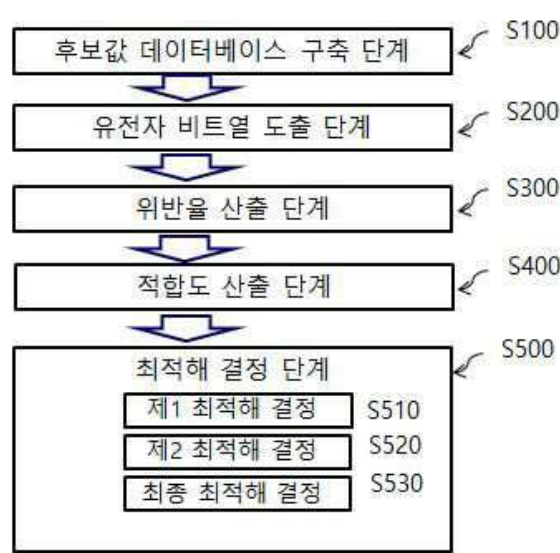 후보값 데이터베이스 구축 단계 S100
유전자 비트열 도출 단계 S200
위반율 산출 단계 S300
적합도 산출 단계 S400
최적해 결정 단계 S500
제1 최적해 결정 S510
제2 최적해 결정 S520
최종 최적해 결정 S530